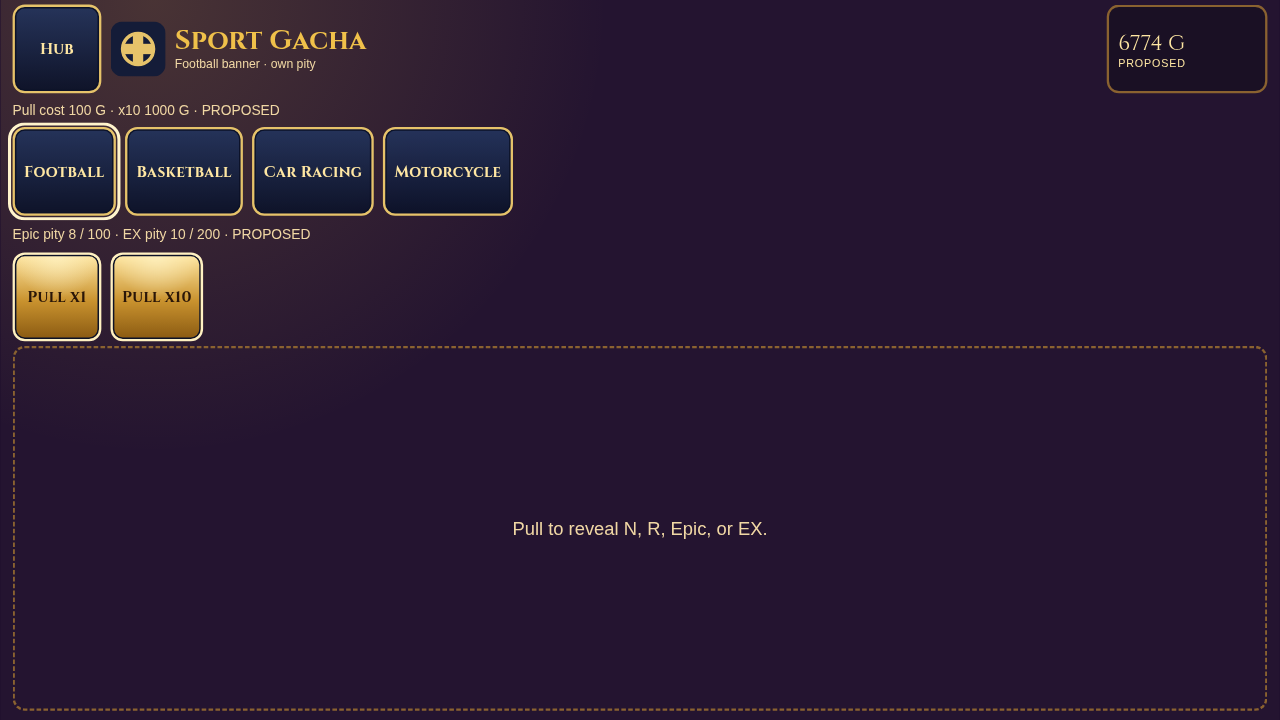 Hub
Sport Gacha
Football banner · own pity
6774 G
PROPOSED
Pull cost 100 G · x10 1000 G · PROPOSED
Football
Basketball
Car Racing
Motorcycle
Epic pity 8 / 100 · EX pity 10 / 200 · PROPOSED
Pull x1
Pull x10
Pull to reveal N, R, Epic, or EX.